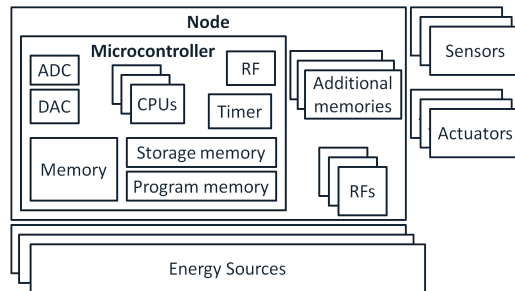 Node
Microcontroller
ADC
DAC
CPUs
RF
Timer
Memory
Storage memory
Program memory
Additional
memories
RFs
Sensors
Actuators
Energy Sources